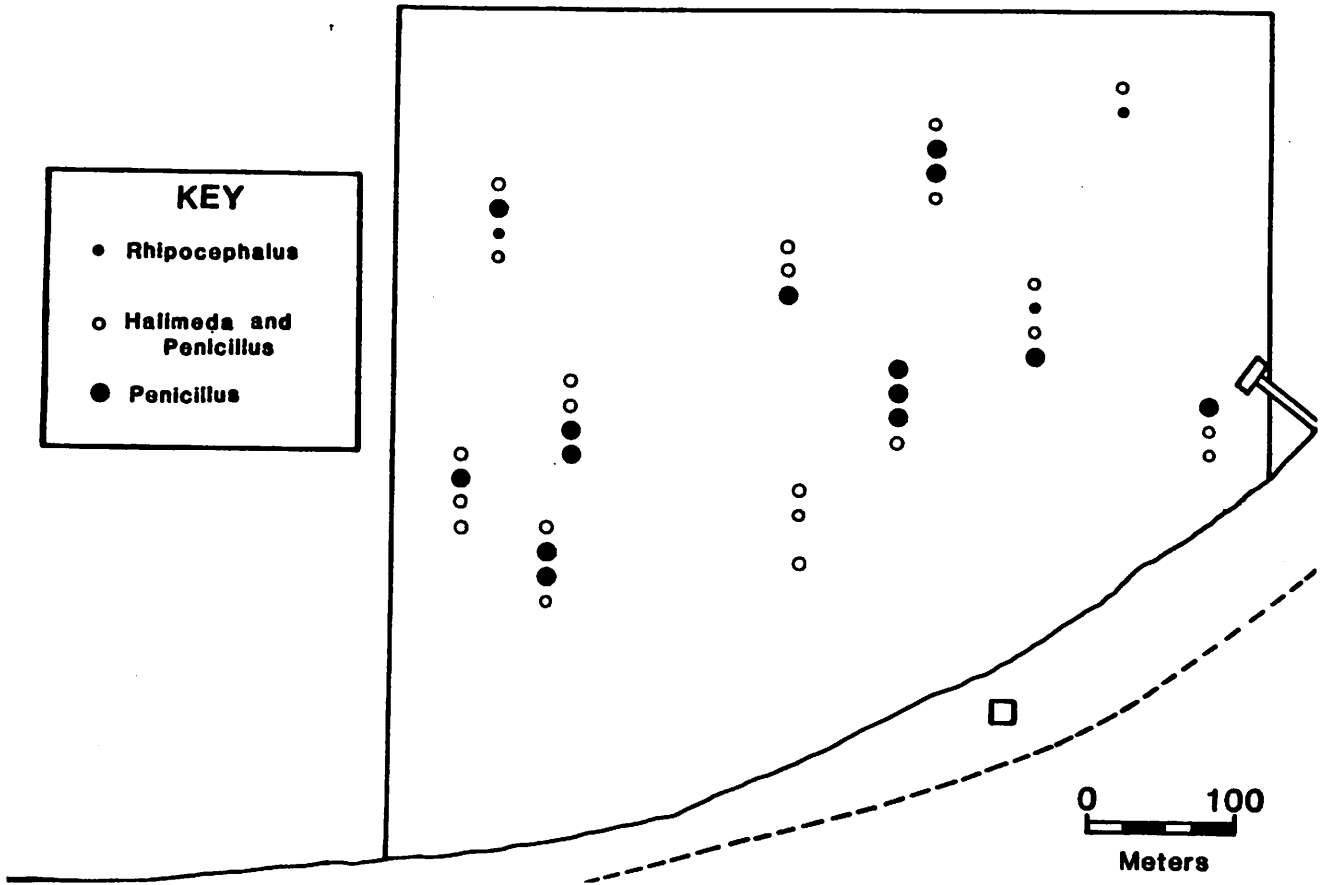 KEY
Rhipocephalus
Halimeda and
Penicillus
Penicillus
0 100
Meters